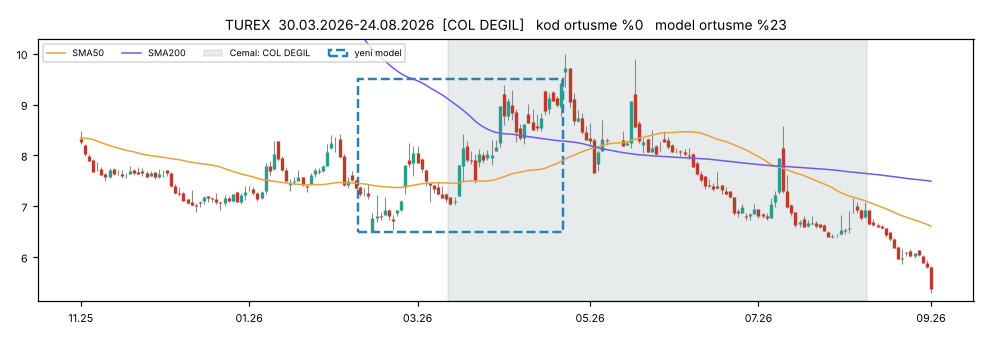 TUREX  30.03.2026-24.08.2026  [COL DEGIL]   kod ortusme %0   model ortusme %23
SMA50 SMA200 Cemal: COL DEGIL yeni model
10
9
8
7
6
11.25 01.26 03.26 05.26 07.26 09.26